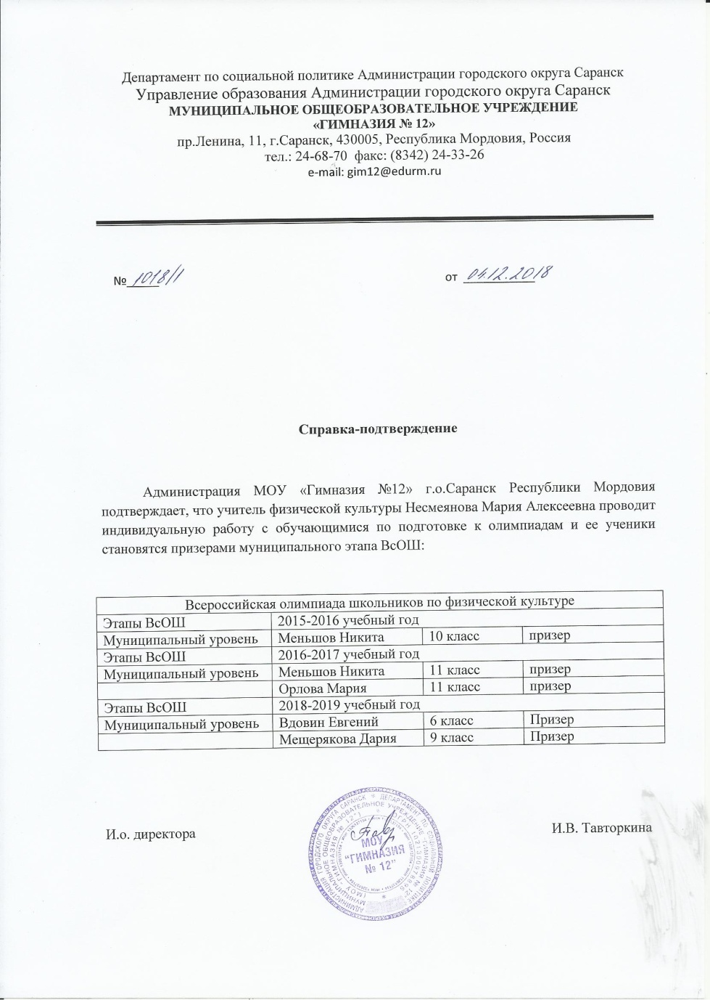 Департамент по социальной политике Администрации городского округа Саранск
Управление образования Администрации городского округа Саранск
МУНИЦИПАЛЬНОЕ ОБЩЕОБРАЗОВАТЕЛЬНОЕ УЧРЕЖДЕНИЕ
«ГИМНАЗИЯ № 12»
пр.Ленина, 11, г.Саранск, 430005, Республика Мордовия, Россия
тел.: 24-68-70 факс: (8342) 24-33-26
e-mail: gim12@edurm.ru
№ 1018/1 от 04.12.2018
Справка-подтверждение
Администрация МОУ «Гимназия №12» г.о.Саранск Республики Мордовия
подтверждает, что учитель физической культуры Несмеянова Мария Алексеевна проводит
индивидуальную работу с обучающимися по подготовке к олимпиадам и ее ученики
становятся призерами муниципального этапа ВсОШ:
Всероссийская олимпиада школьников по физической культуре
Этапы ВсОШ 2015-2016 учебный год
Муниципальный уровень Меньшов Никита 10 класс призер
Этапы ВсОШ 2016-2017 учебный год
Муниципальный уровень Меньшов Никита 11 класс призер
Орлова Мария 11 класс призер
Этапы ВсОШ 2018-2019 учебный год
Муниципальный уровень Вдовин Евгений 6 класс Призер
Мещерякова Дария 9 класс Призер
И.о. директора И.В. Тавторкина
МОУ
"ГИМНАЗИЯ
№ 12"